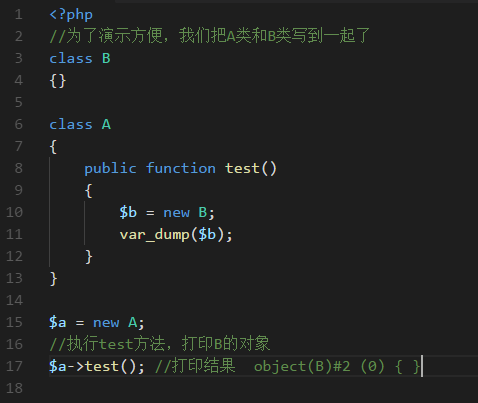 1 <?php
2 //为了演示方便，我们把A类和B类写到一起了
3 class B
4 {}
5
6 class A
7 {
8     public function test()
9     {
10         $b = new B;
11         var_dump($b);
12     }
13 }
14
15 $a = new A;
16 //执行test方法，打印B的对象
17 $a->test(); //打印结果  object(B)#2 (0) { }
18